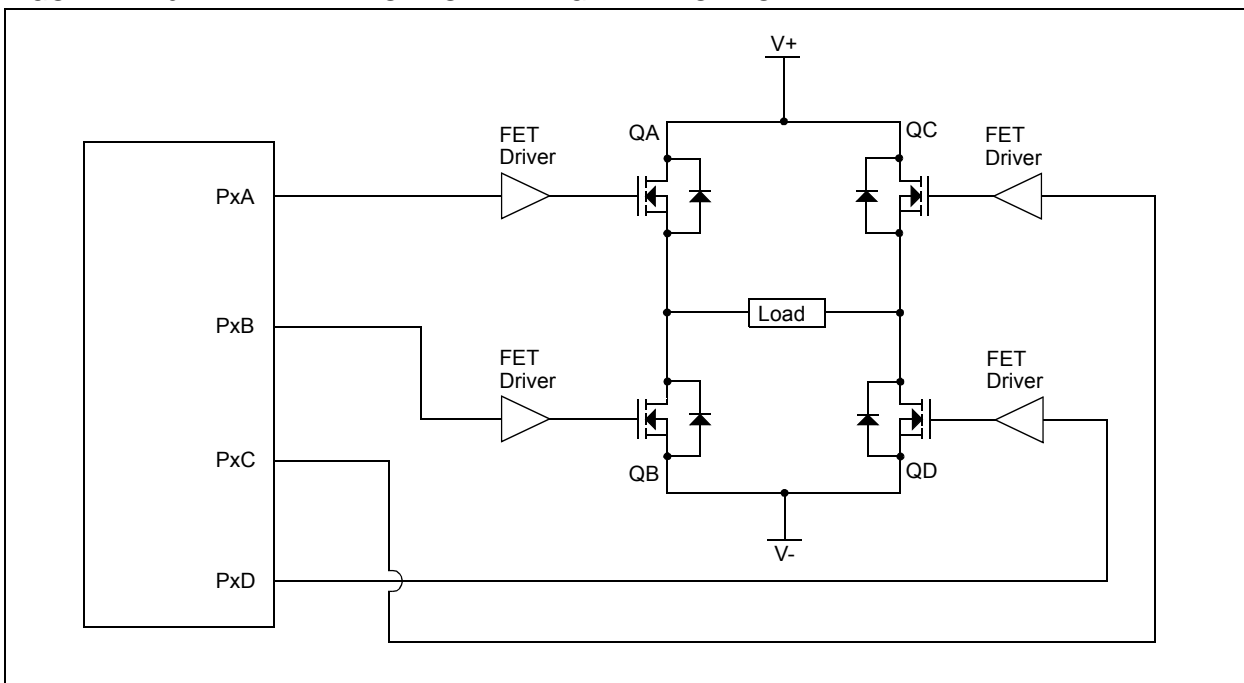 V+
QA
QC
FET
Driver
FET
Driver
PxA
PxB
Load
FET
Driver
FET
Driver
PxC
QB
QD
V-
PxD